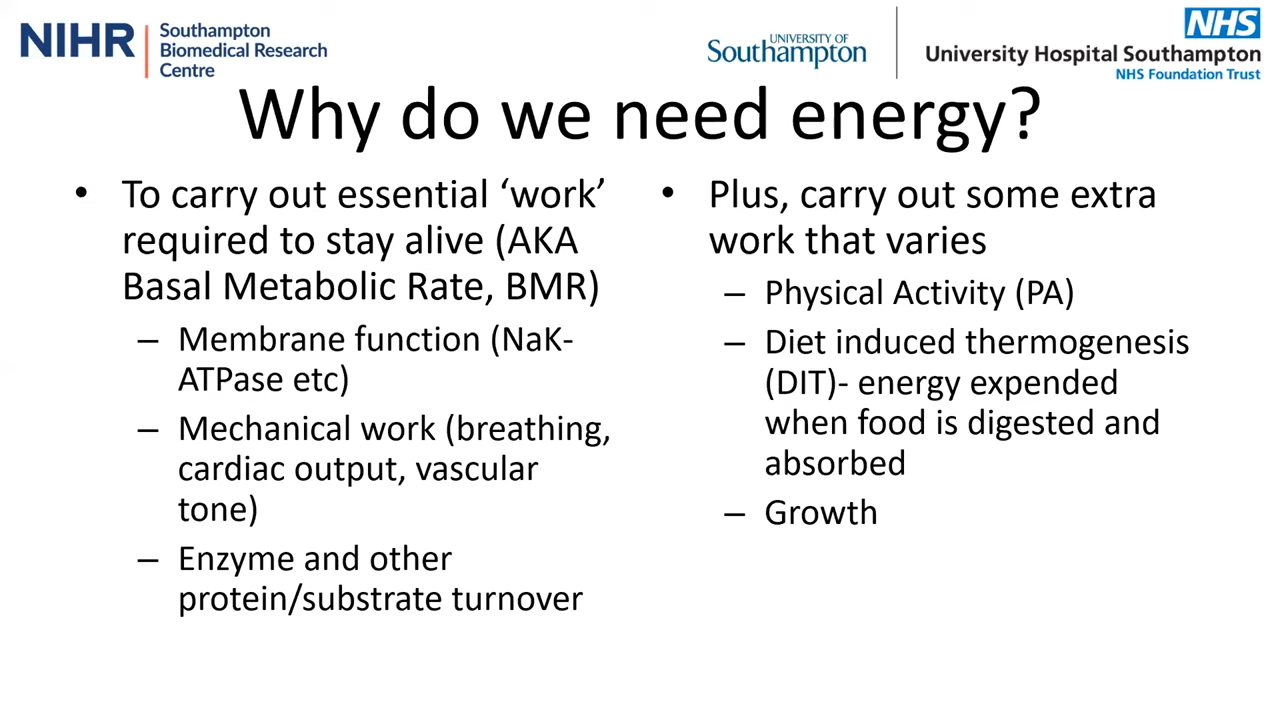 NIHR
Southampton
Biomedical Research
Centre
UNIVERSITY OF
Southampton
NHS
University Hospital Southampton
NHS Foundation Trust
Why do we need energy?
• To carry out essential ‘work’
required to stay alive (AKA
Basal Metabolic Rate, BMR)
– Membrane function (NaK-
ATPase etc)
– Mechanical work (breathing,
cardiac output, vascular
tone)
– Enzyme and other
protein/substrate turnover
• Plus, carry out some extra
work that varies
– Physical Activity (PA)
– Diet induced thermogenesis
(DIT)- energy expended
when food is digested and
absorbed
– Growth